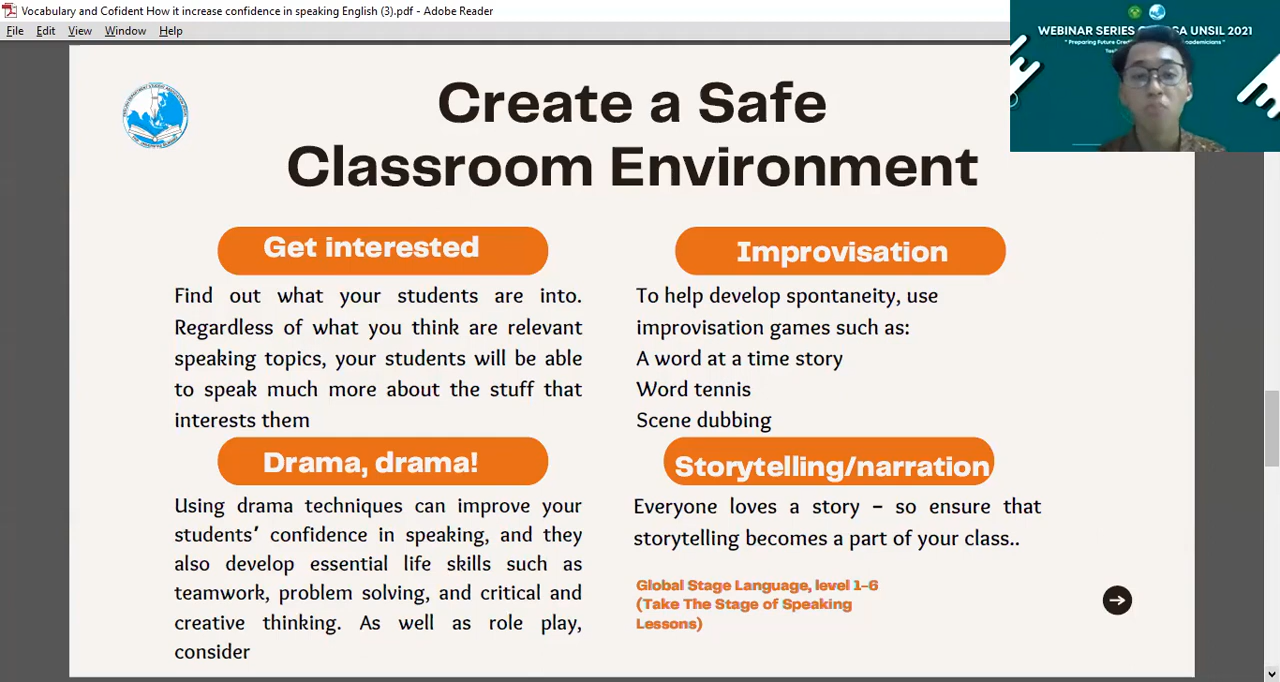 Vocabulary and Cofident How it increase confidence in speaking English (3).pdf - Adobe Reader
File Edit View Window Help
WEBINAR SERIES
UNSIL 2021
Create a Safe
Classroom Environment
Get interested
Find out what your students are into.
Regardless of what you think are relevant
speaking topics, your students will be able
to speak much more about the stuff that
interests them
Improvisation
To help develop spontaneity, use
improvisation games such as:
A word at a time story
Word tennis
Scene dubbing
Drama, drama!
Using drama techniques can improve your
students’ confidence in speaking, and they
also develop essential life skills such as
teamwork, problem solving, and critical and
creative thinking. As well as role play,
consider
Storytelling/narration
Everyone loves a story – so ensure that
storytelling becomes a part of your class..
Global Stage Language, level 1-6
(Take The Stage of Speaking
Lessons)